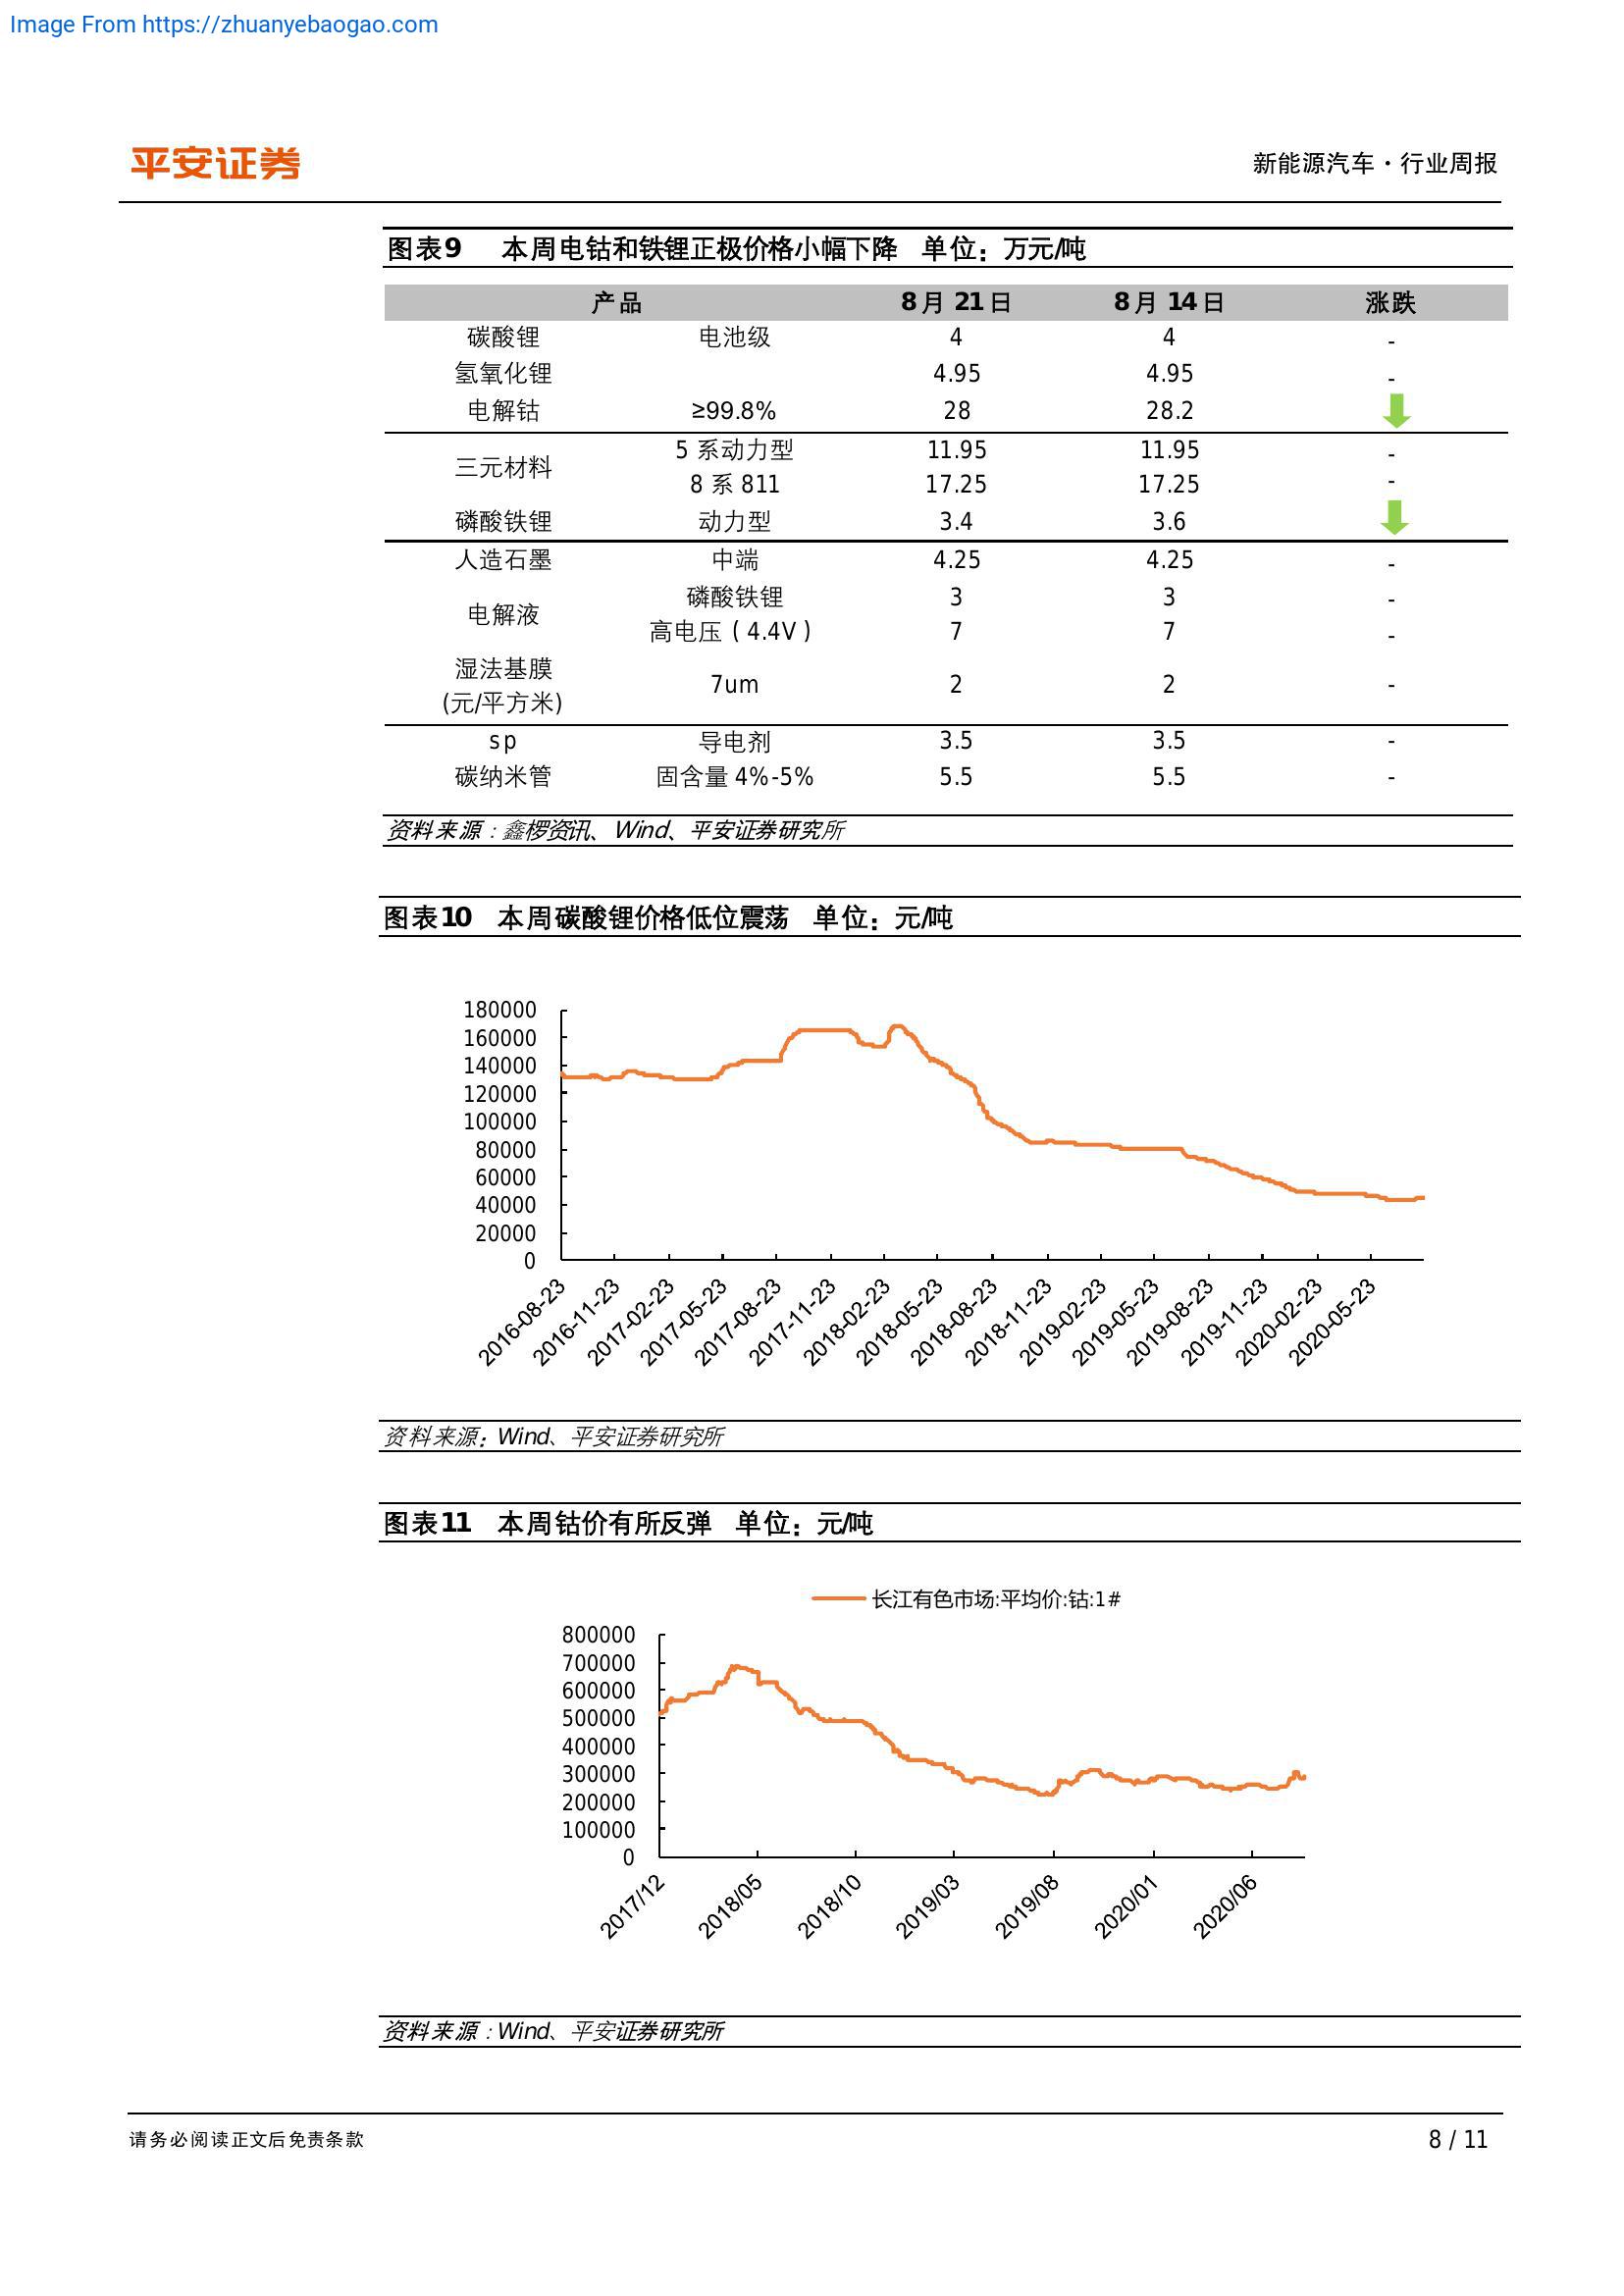 Image From https://zhuanyebaogao.com
平安证券
新能源汽车·行业周报
图表9 本周电钴和铁锂正极价格小幅下降 单位：万元/吨
产品 8月21日 8月14日 涨跌
碳酸锂 电池级 4 4 -
氢氧化锂 4.95 4.95 -
电解钴 ≥99.8% 28 28.2
三元材料
5系动力型 11.95 11.95 -
8系811 17.25 17.25 -
磷酸铁锂 动力型 3.4 3.6
人造石墨 中端 4.25 4.25 -
电解液
磷酸铁锂 3 3 -
高电压（4.4V） 7 7 -
湿法基膜
(元/平方米) 7um 2 2 -
sp 导电剂 3.5 3.5 -
碳纳米管 固含量4%-5% 5.5 5.5 -
资料来源：鑫椤资讯、Wind、平安证券研究所
图表10 本周碳酸锂价格低位震荡 单位：元/吨
180000
160000
140000
120000
100000
80000
60000
40000
20000
0
2016-08-23
2016-11-23
2017-02-23
2017-05-23
2017-08-23
2017-11-23
2018-02-23
2018-05-23
2018-08-23
2018-11-23
2019-02-23
2019-05-23
2019-08-23
2019-11-23
2020-02-23
2020-05-23
资料来源：Wind、平安证券研究所
图表11 本周钴价有所反弹 单位：元/吨
长江有色市场:平均价:钴:1#
800000
700000
600000
500000
400000
300000
200000
100000
0
2017/12
2018/05
2018/10
2019/03
2019/08
2020/01
2020/06
资料来源：Wind、平安证券研究所
请务必阅读正文后免责条款
8 / 11